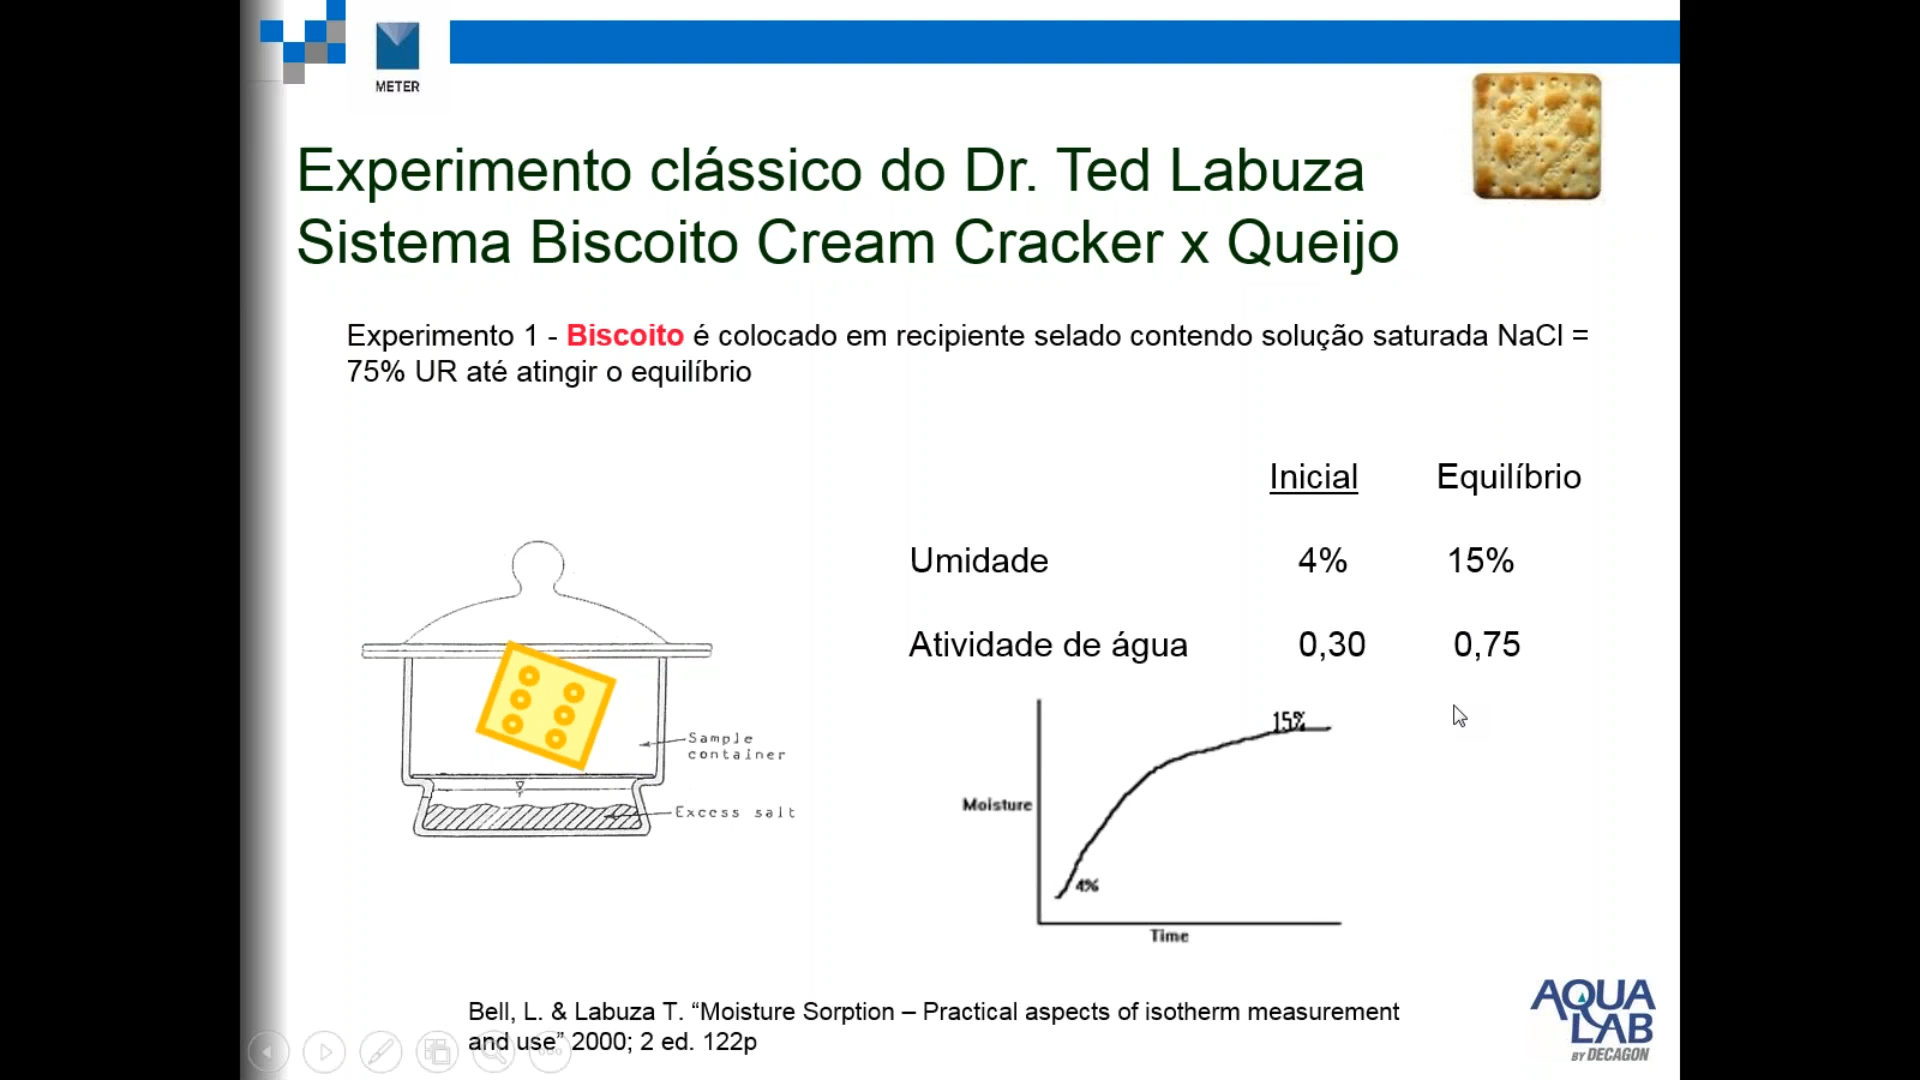 METER
Experimento clássico do Dr. Ted Labuza
Sistema Biscoito Cream Cracker x Queijo
Experimento 1 - Biscoito é colocado em recipiente selado contendo solução saturada NaCl =
75% UR até atingir o equilíbrio
Inicial Equilíbrio
Umidade 4% 15%
Atividade de água 0,30 0,75
Sample
container
Excess salt
15%
Moisture
4%
Time
Bell, L. & Labuza T. “Moisture Sorption – Practical aspects of isotherm measurement
and use” 2000; 2 ed. 122p
AQUA
LAB
BY DECAGON